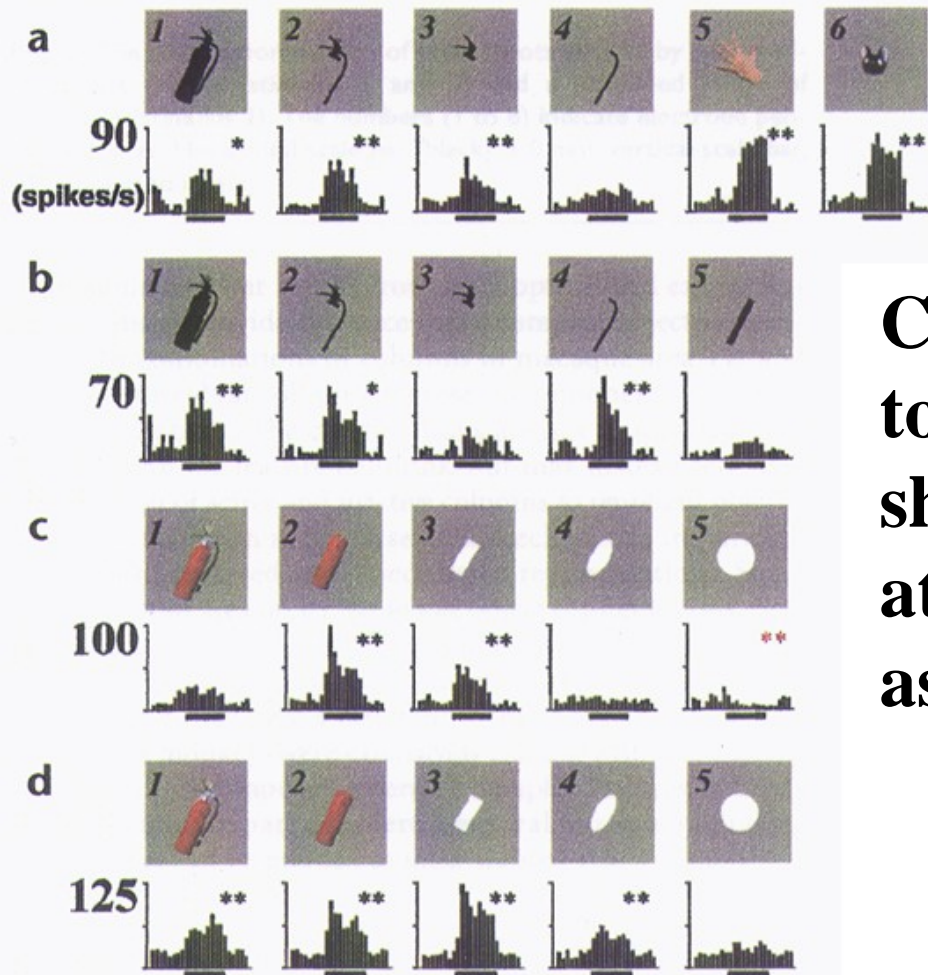 a 1 2 3 4 5 6
90 * ** ** ** **
(spikes/s)
b 1 2 3 4 5
70 ** * **
c 1 2 3 4 5
100 ** ** **
d 1 2 3 4 5
125 ** ** ** **
C
to
sh
at
as